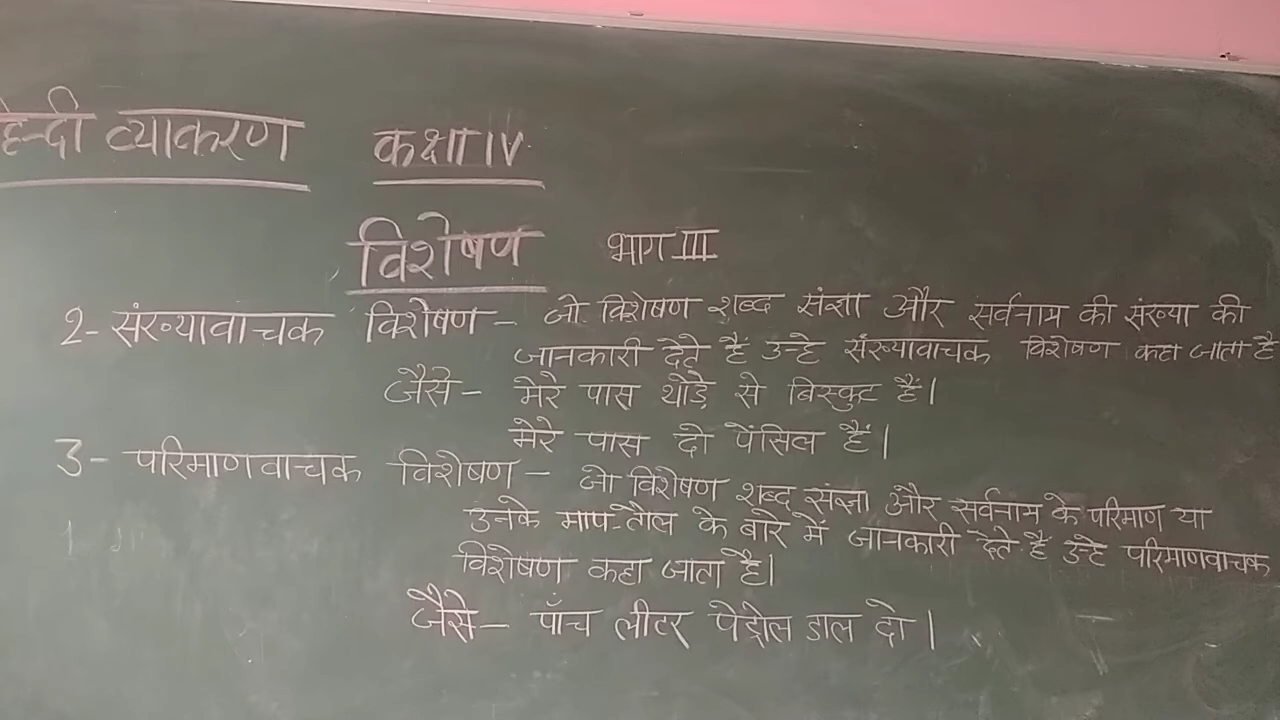 हिन्दी व्याकरण कक्षा IV
विशेषण भाग III
2- संख्यावाचक विशेषण - जो विशेषण शब्द संज्ञा और सर्वनाम की संख्या की
जानकारी देते हैं उन्हे संख्यावाचक विशेषण कहा जाता है
जैसे - मेरे पास थोड़े से बिस्कुट हैं।
मेरे पास दो पेंसिल हैं।
3- परिमाणवाचक विशेषण - जो विशेषण शब्द संज्ञा और सर्वनाम के परिमाण या
उनके माप-तौल के बारे में जानकारी देते हैं उन्हे परिमाणवाचक
विशेषण कहा जाता है।
जैसे - पाँच लीटर पेट्रोल डाल दो।